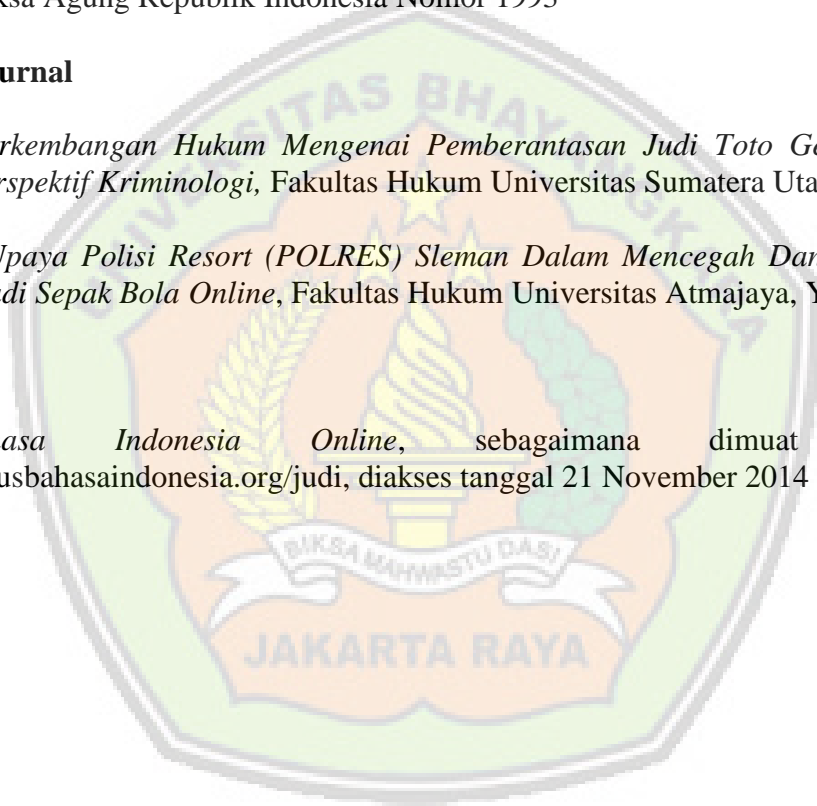 ksa Agung Republik Indonesia Nomor 1993
urnal
rkembangan Hukum Mengenai Pemberantasan Judi Toto Ge
rspektif Kriminologi, Fakultas Hukum Universitas Sumatera Uta
Upaya Polisi Resort (POLRES) Sleman Dalam Mencegah Dan
di Sepak Bola Online, Fakultas Hukum Universitas Atmajaya, Y
asa Indonesia Online, sebagaimana dimuat
usbahasaindonesia.org/judi, diakses tanggal 21 November 2014
UNIVERSITAS BHAYANGKARA
BIKSA MAHWASTU DASI
JAKARTA RAYA